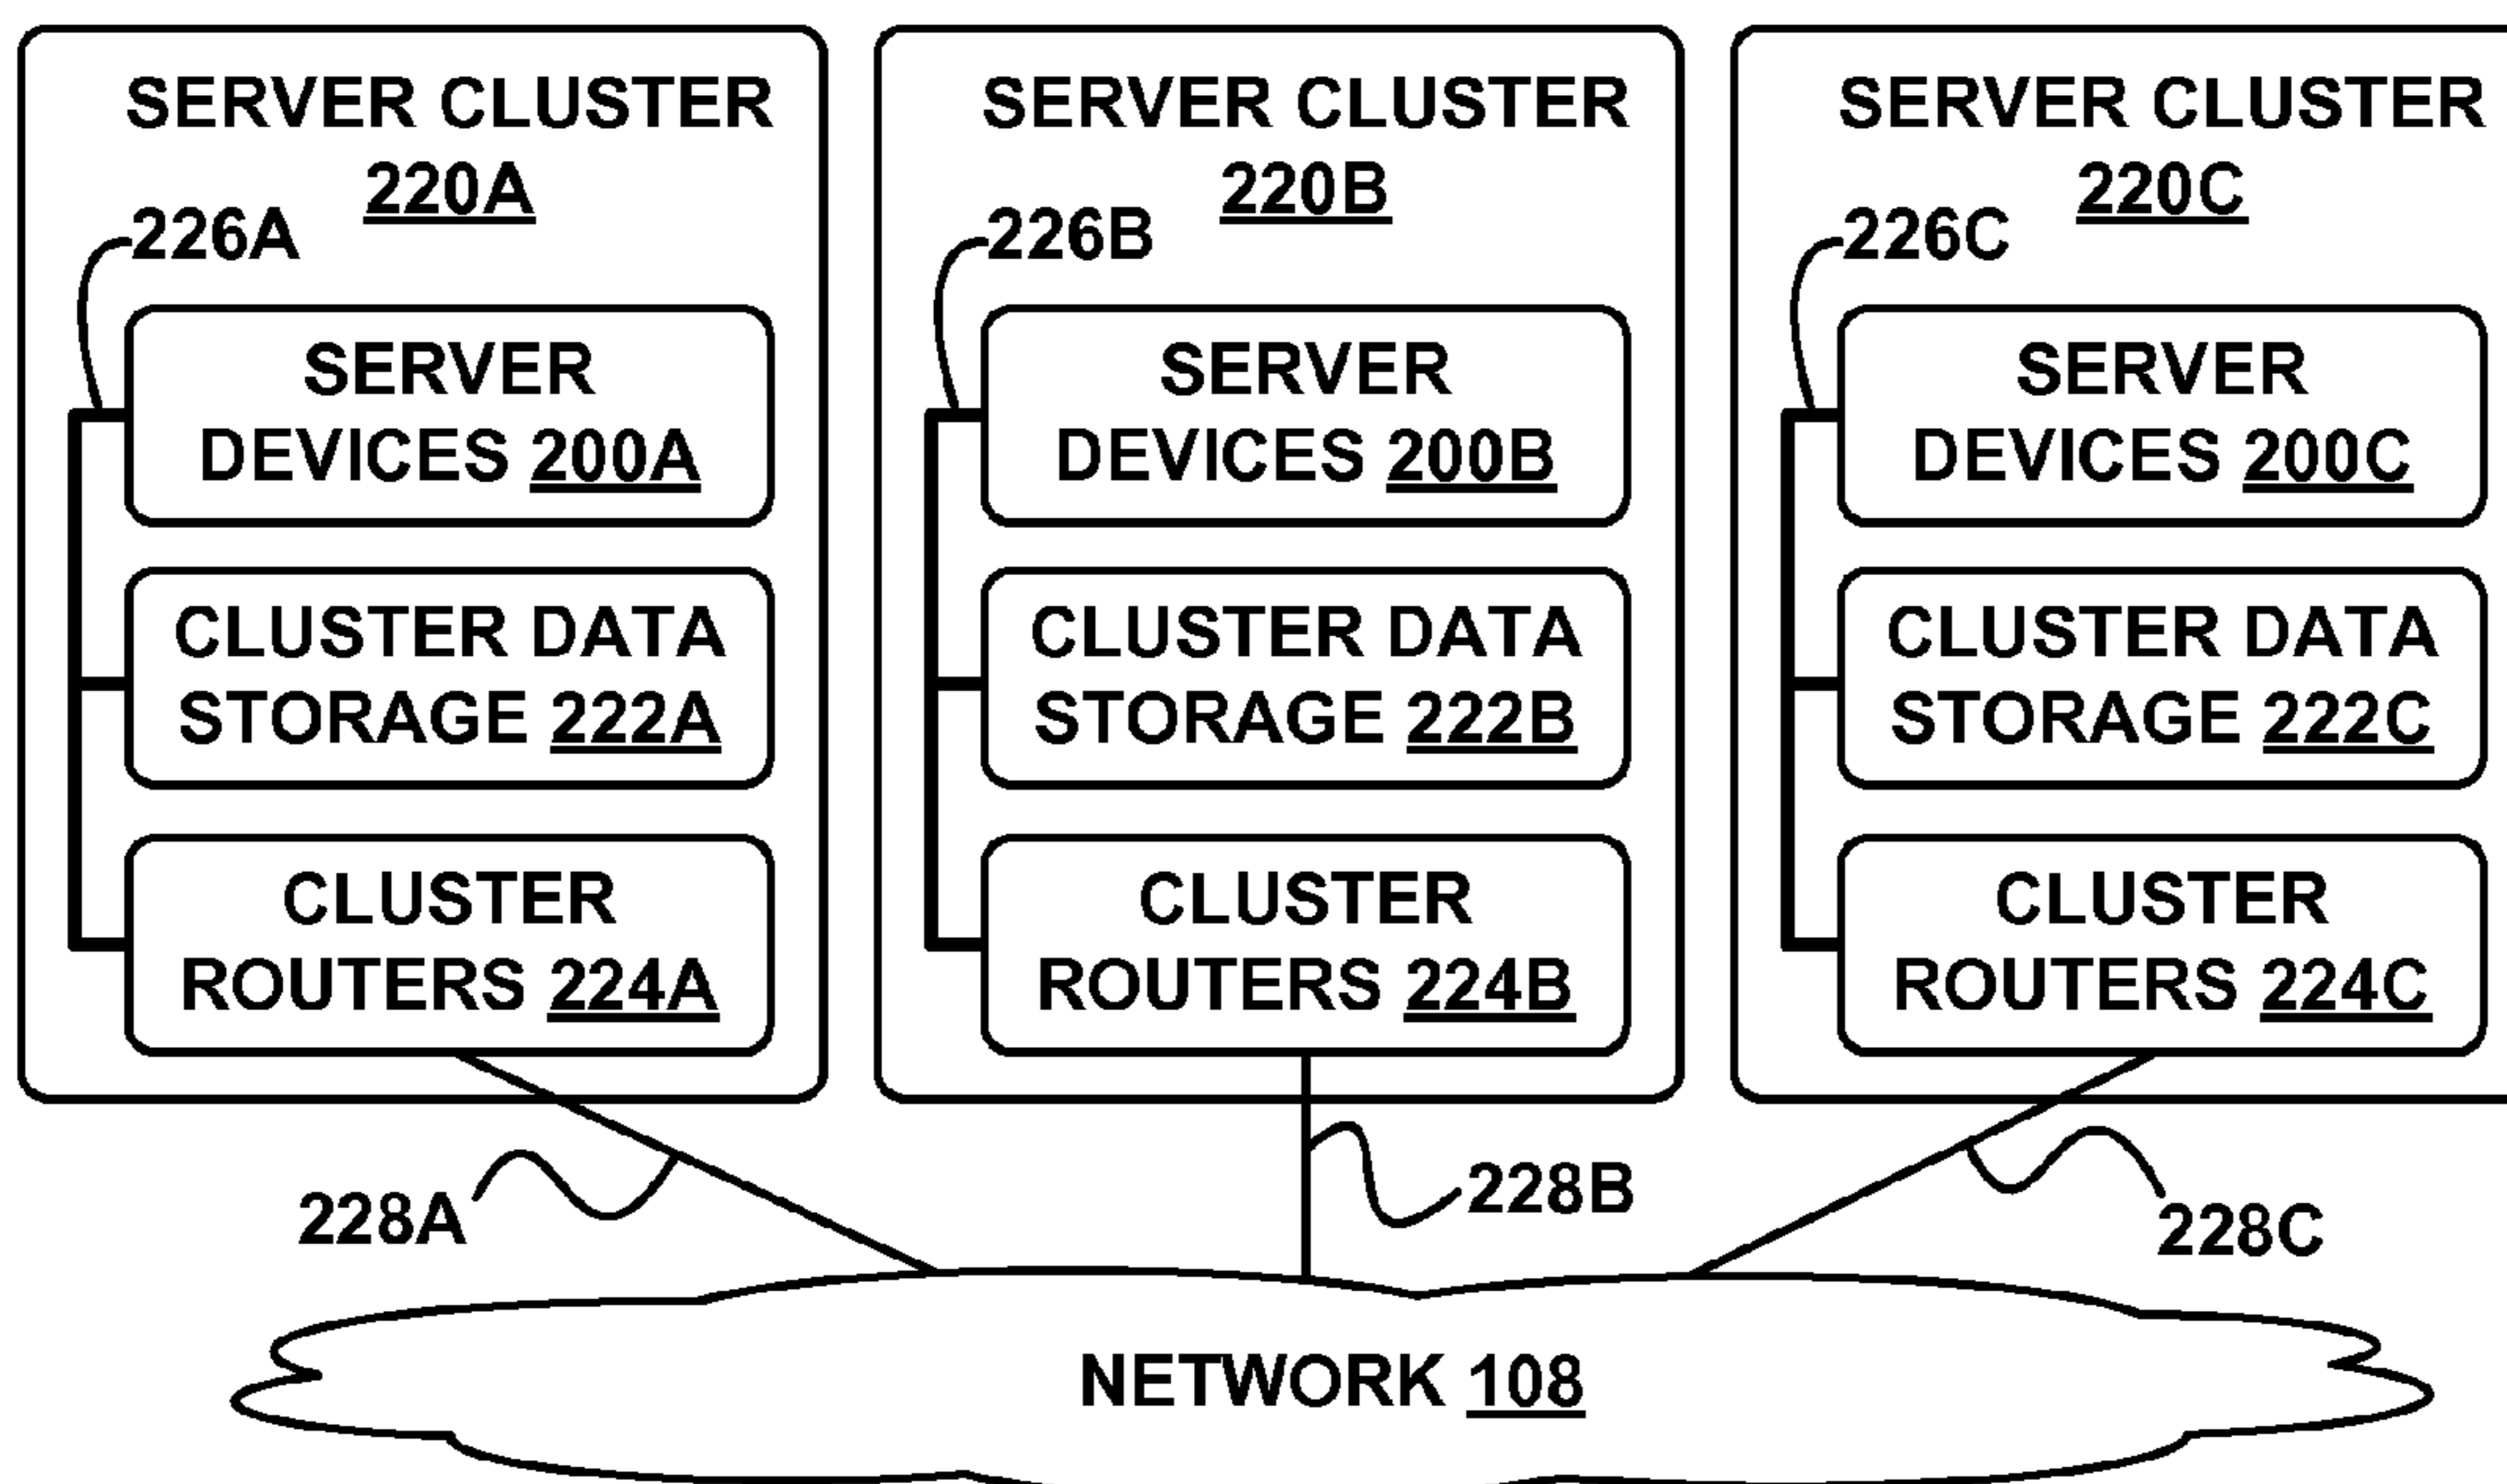 SERVER CLUSTER
220A
226A
SERVER
DEVICES 200A
CLUSTER DATA
STORAGE 222A
CLUSTER
ROUTERS 224A
SERVER CLUSTER
220B
226B
SERVER
DEVICES 200B
CLUSTER DATA
STORAGE 222B
CLUSTER
ROUTERS 224B
SERVER CLUSTER
220C
226C
SERVER
DEVICES 200C
CLUSTER DATA
STORAGE 222C
CLUSTER
ROUTERS 224C
228A
228B
228C
NETWORK 108